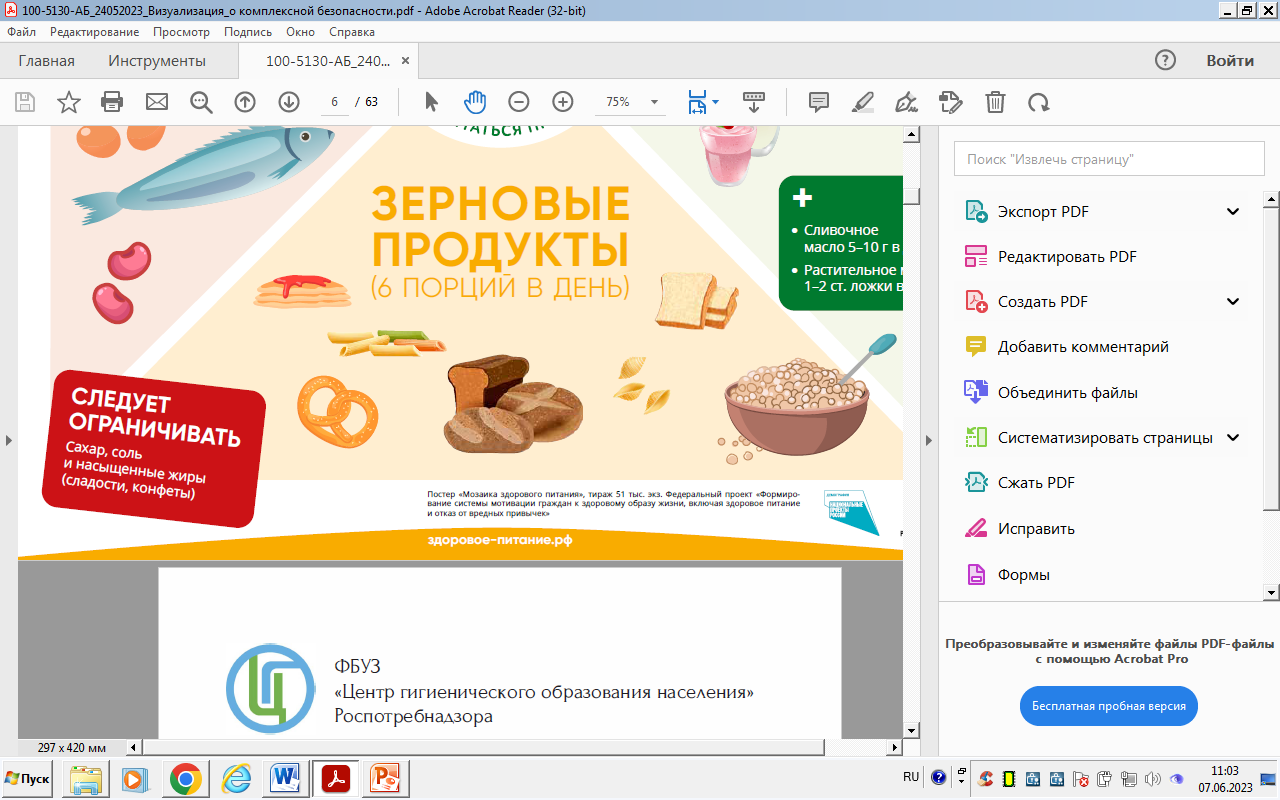 100-5130-АБ_24052023_Визуализация_о комплексной безопасности.pdf - Adobe Acrobat Reader (32-bit)
Файл Редактирование Просмотр Подпись Окно Справка
Главная Инструменты 100-5130-АБ_240... Войти
6 / 63 75%
ЗЕРНОВЫЕ
ПРОДУКТЫ
(6 ПОРЦИЙ В ДЕНЬ)
+
• Сливочное
масло 5–10 г в
• Растительное
1–2 ст. ложки в
СЛЕДУЕТ
ОГРАНИЧИВАТЬ
Сахар, соль
и насыщенные жиры
(сладости, конфеты)
Постер «Мозаика здорового питания», тираж 51 тыс. экз. Федеральный проект «Формиро-
вание системы мотивации граждан к здоровому образу жизни, включая здоровое питание
и отказ от вредных привычек»
НАЦИОНАЛЬНЫЕ
ПРОЕКТЫ
РОССИИ
здоровое-питание.рф
ФБУЗ
«Центр гигиенического образования населения»
Роспотребнадзора
297 x 420 мм
Поиск "Извлечь страницу"
Экспорт PDF
Редактировать PDF
Создать PDF
Добавить комментарий
Объединить файлы
Систематизировать страницы
Сжать PDF
Исправить
Формы
Преобразовывайте и изменяйте файлы PDF-файлы
с помощью Acrobat Pro
Бесплатная пробная версия
Пуск
RU
11:03
07.06.2023